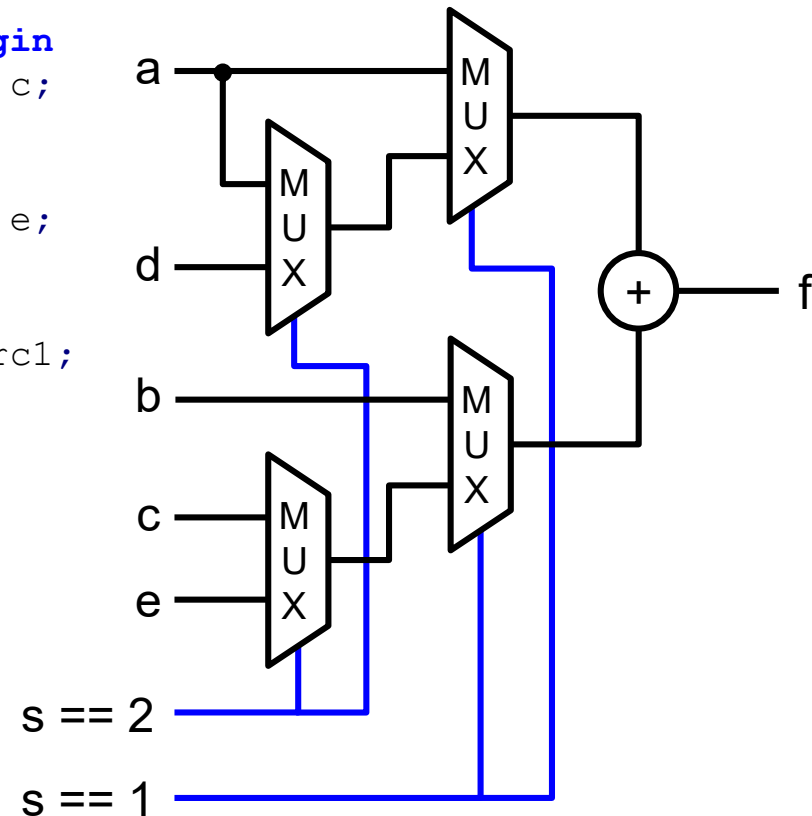 gin
c;
e;
rc1;
a
d
b
c
e
s == 2
s == 1
M
U
X
M
U
X
M
U
X
M
U
X
+
f